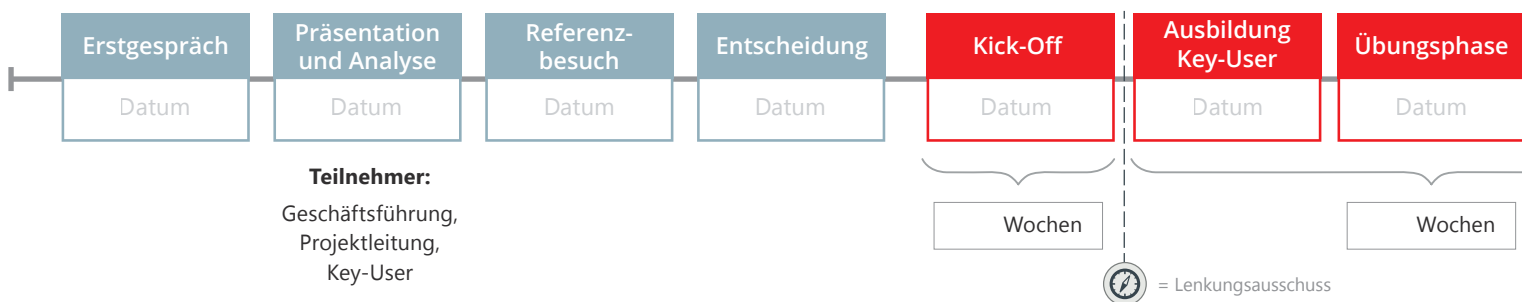 Erstgespräch
Datum
Präsentation
und Analyse
Datum
Referenz-
besuch
Datum
Entscheidung
Datum
Kick-Off
Datum
Ausbildung
Key-User
Datum
Übungsphase
Datum
Teilnehmer:
Geschäftsführung,
Projektleitung,
Key-User
Wochen
Wochen
= Lenkungsausschuss